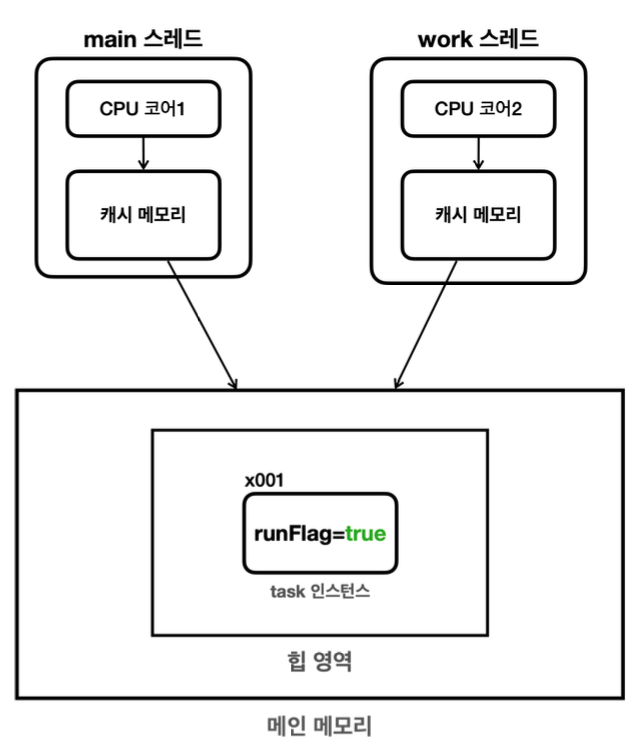 main 스레드
work 스레드
CPU 코어1
CPU 코어2
캐시 메모리
캐시 메모리
x001
runFlag=true
task 인스턴스
힙 영역
메인 메모리